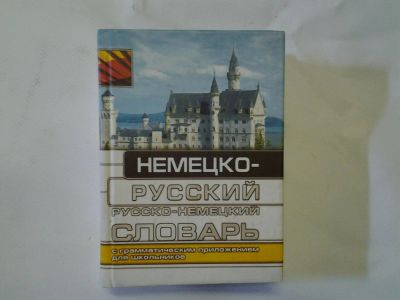 НЕМЕЦКО-
РУССКИЙ
РУССКО-НЕМЕЦКИЙ
СЛОВАРЬ
с грамматическим приложением
для школьников